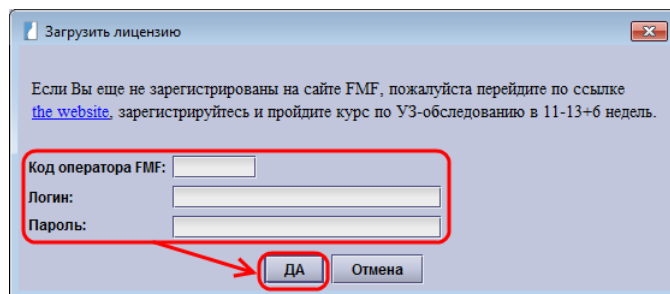 Загрузить лицензию
Если Вы еще не зарегистрированы на сайте FMF, пожалуйста перейдите по ссылке
the website, зарегистрируйтесь и пройдите курс по УЗ-обследованию в 11-13+6 недель.
Код оператора FMF:
Логин:
Пароль:
ДА Отмена